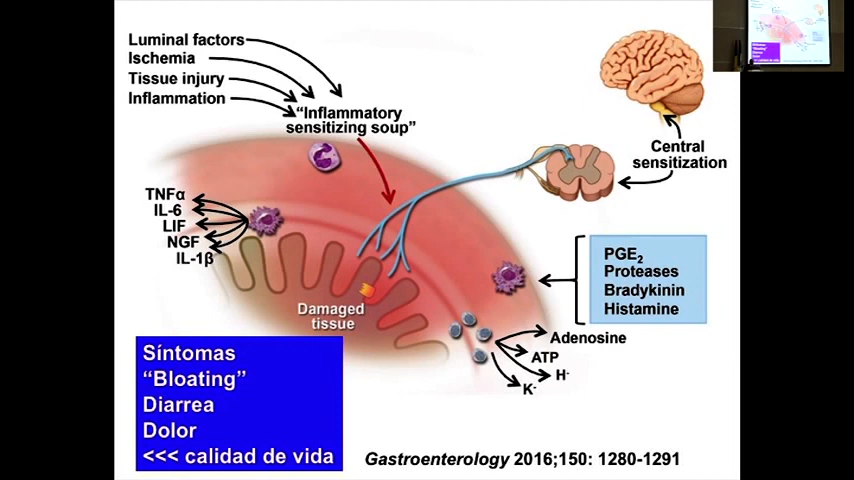 Luminal factors
Ischemia
Tissue injury
Inflammation
“Inflammatory
sensitizing soup”
Central
sensitization
TNFα
IL-6
LIF
NGF
IL-1β
PGE₂
Proteases
Bradykinin
Histamine
Damaged
tissue
Adenosine
ATP
H⁻
K⁻
Síntomas
“Bloating”
Diarrea
Dolor
<<< calidad de vida
Gastroenterology 2016;150: 1280-1291